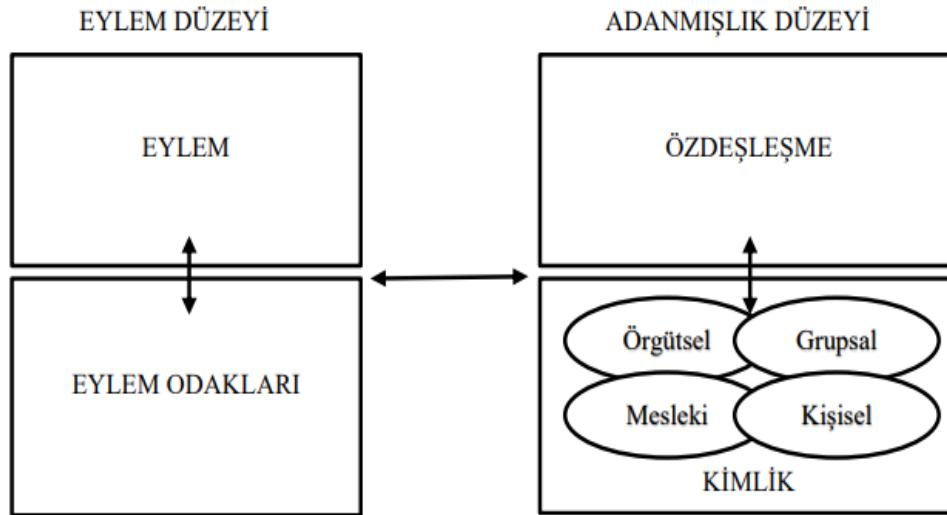 EYLEM DÜZEYİ
ADANMIŞLIK DÜZEYİ
EYLEM
ÖZDEŞLEŞME
EYLEM ODAKLARI
Örgütsel
Grupsal
Mesleki
Kişisel
KİMLİK